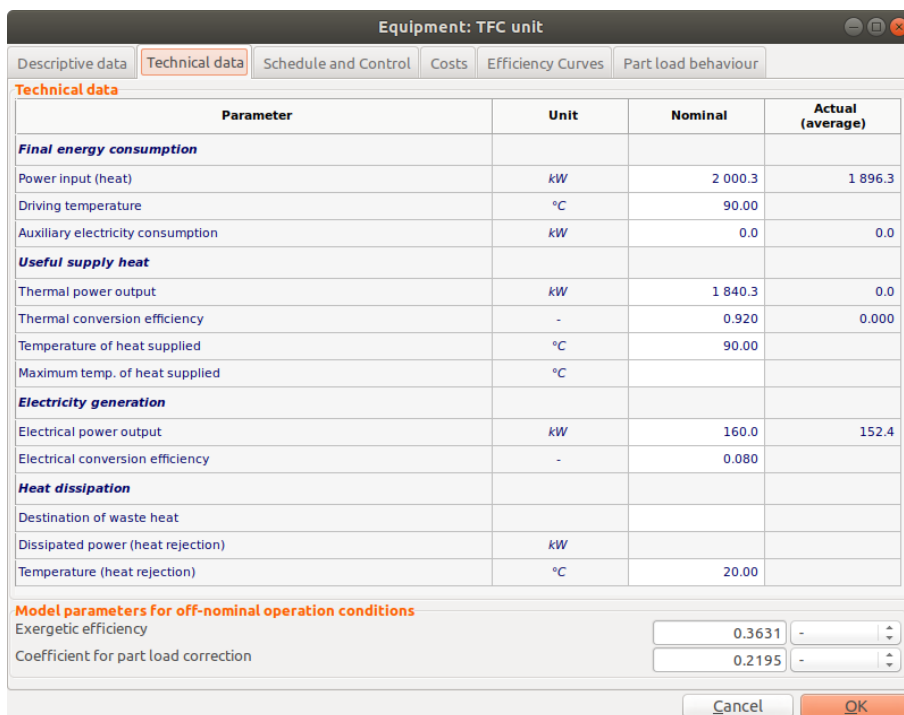 Equipment: TFC unit
Descriptive data Technical data Schedule and Control Costs Efficiency Curves Part load behaviour
Technical data
Parameter Unit Nominal Actual (average)
Final energy consumption
Power input (heat) kW 2 000.3 1 896.3
Driving temperature °C 90.00
Auxiliary electricity consumption kW 0.0 0.0
Useful supply heat
Thermal power output kW 1 840.3 0.0
Thermal conversion efficiency - 0.920 0.000
Temperature of heat supplied °C 90.00
Maximum temp. of heat supplied °C
Electricity generation
Electrical power output kW 160.0 152.4
Electrical conversion efficiency - 0.080
Heat dissipation
Destination of waste heat
Dissipated power (heat rejection) kW
Temperature (heat rejection) °C 20.00
Model parameters for off-nominal operation conditions
Exergetic efficiency 0.3631 -
Coefficient for part load correction 0.2195 -
Cancel OK